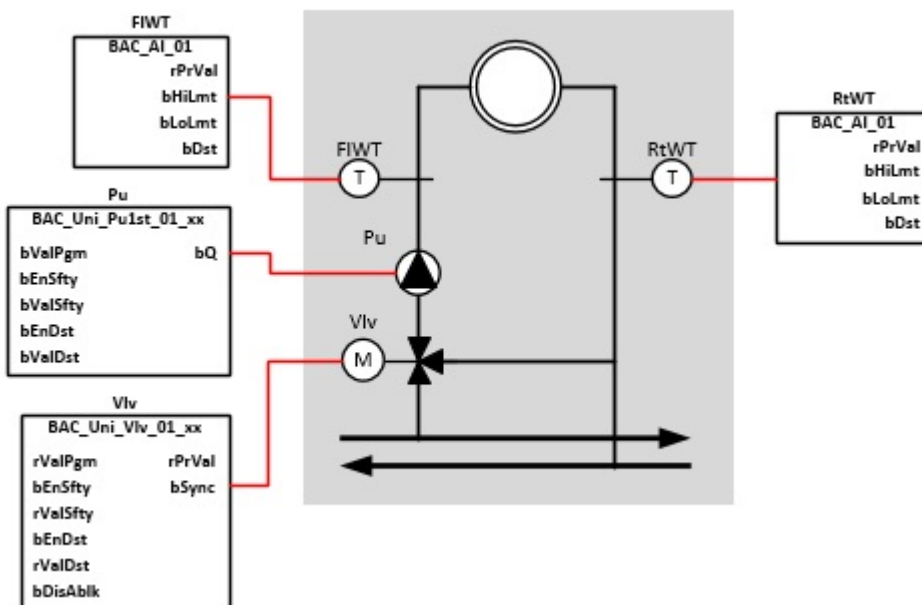 FlWT
BAC_AI_01
rPrVal
bHiLmt
bLoLmt
bDst
Pu
BAC_Uni_Pu1st_01_xx
bValPgm bQ
bEnSfty
bValSfty
bEnDst
bValDst
Vlv
BAC_Uni_Vlv_01_xx
rValPgm rPrVal
bEnSfty bSync
rValSfty
bEnDst
rValDst
bDisAblk
FlWT
T
Pu
Vlv
M
RtWT
T
RtWT
BAC_AI_01
rPrVal
bHiLmt
bLoLmt
bDst